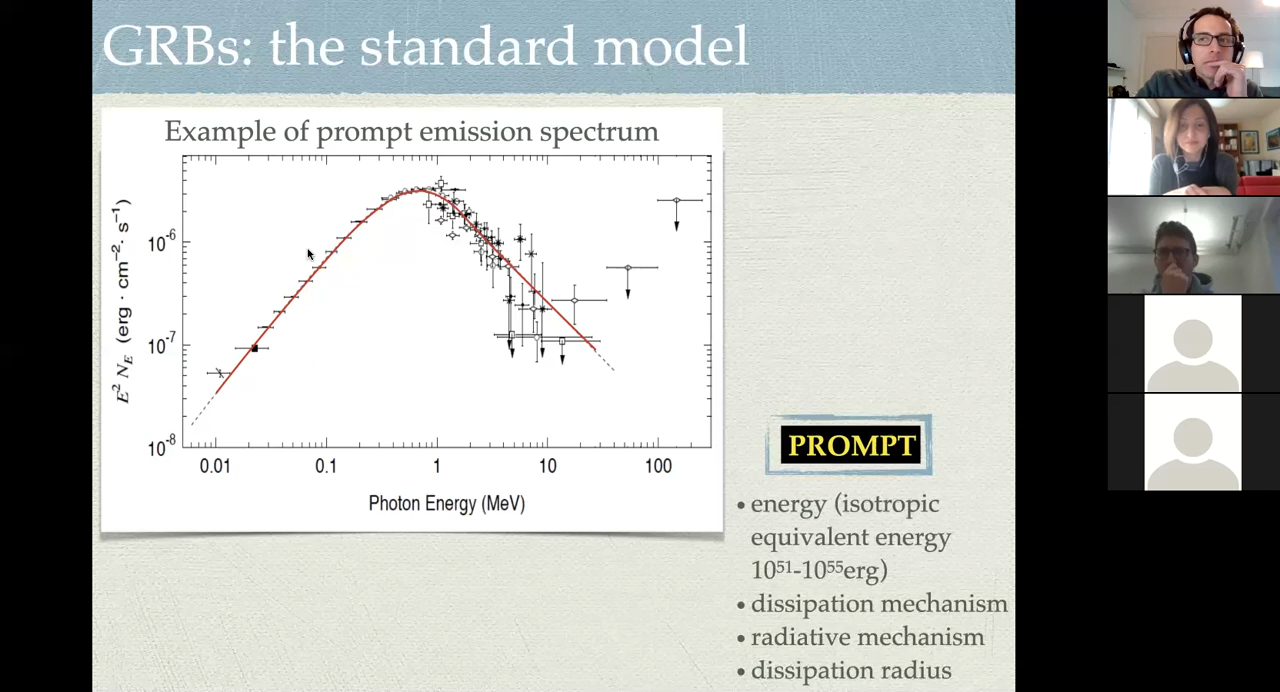 GRBs: the standard model
Example of prompt emission spectrum
E² N_E (erg · cm⁻² · s⁻¹)
10⁻⁶
10⁻⁷
10⁻⁸
0.01 0.1 1 10 100
Photon Energy (MeV)
PROMPT
• energy (isotropic
equivalent energy
10⁵¹-10⁵⁵erg)
• dissipation mechanism
• radiative mechanism
• dissipation radius